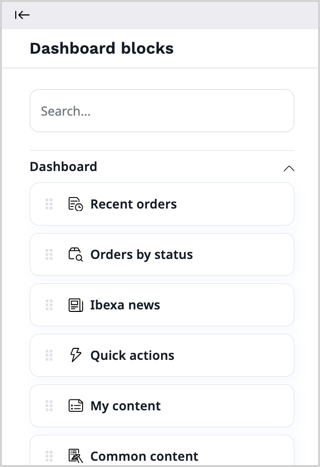 Dashboard blocks
Search...
Dashboard
Recent orders
Orders by status
Ibexa news
Quick actions
My content
Common content